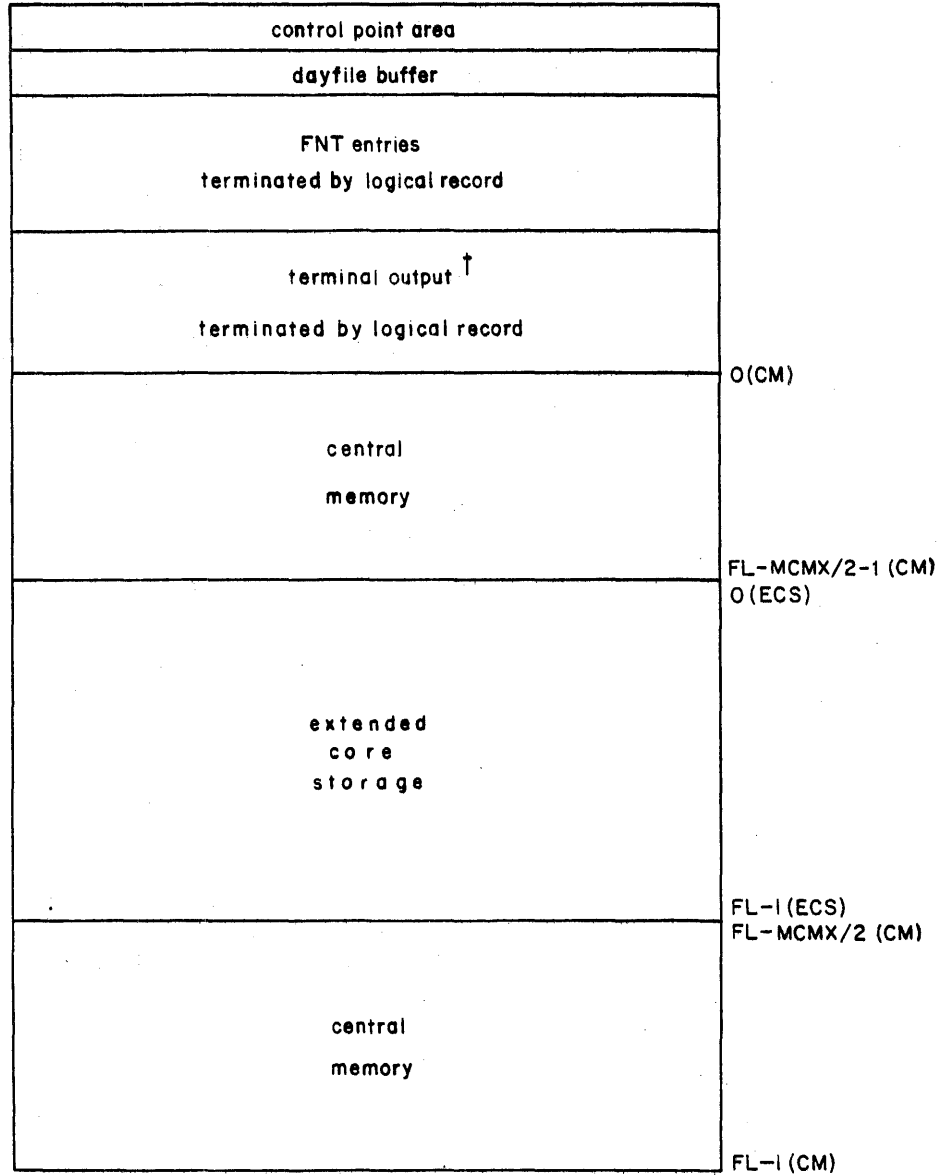 control point area
dayfile buffer
FNT entries
terminated by logical record
terminal output †
terminated by logical record
O(CM)
central
memory
FL-MCMX/2-1 (CM)
O(ECS)
extended
core
storage
FL-1(ECS)
FL-MCMX/2 (CM)
central
memory
FL-1(CM)